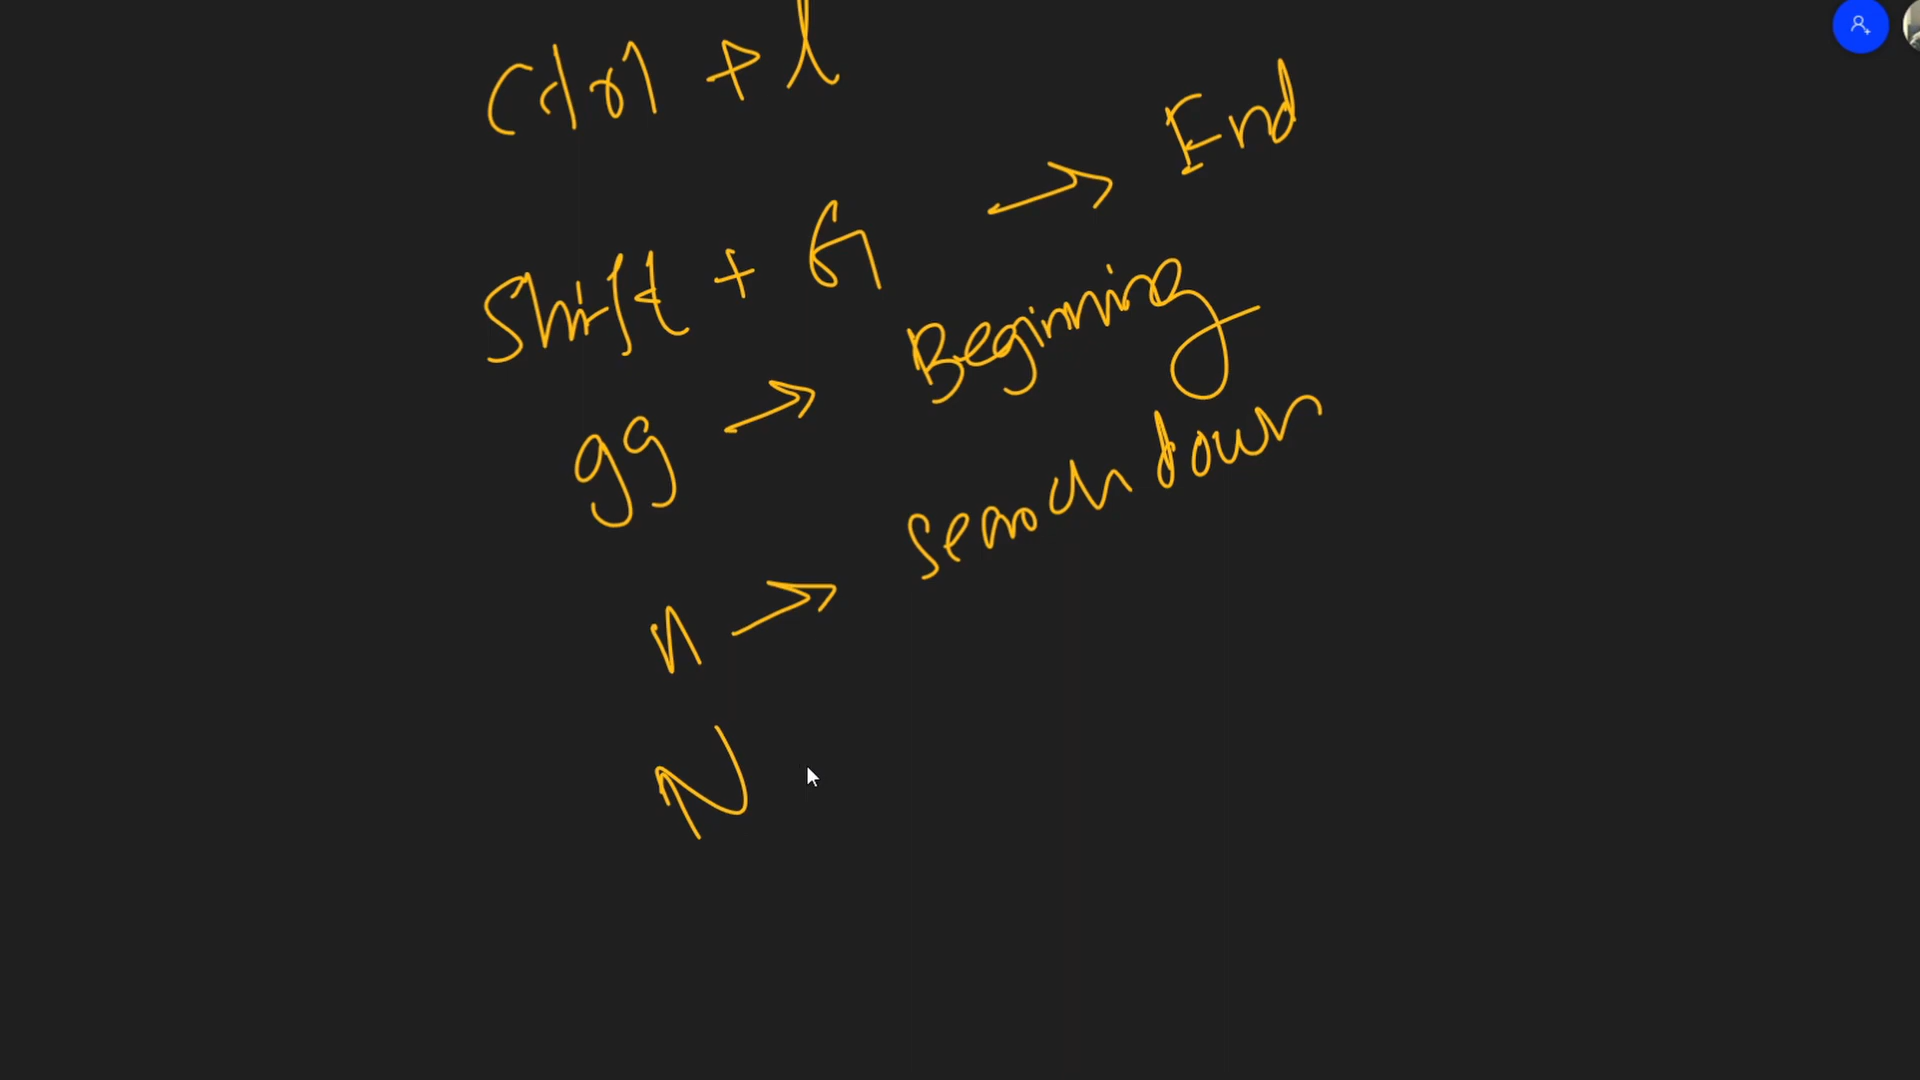 Ctrl + l
Shift + G → End
gg → Beginning
n → search down
N